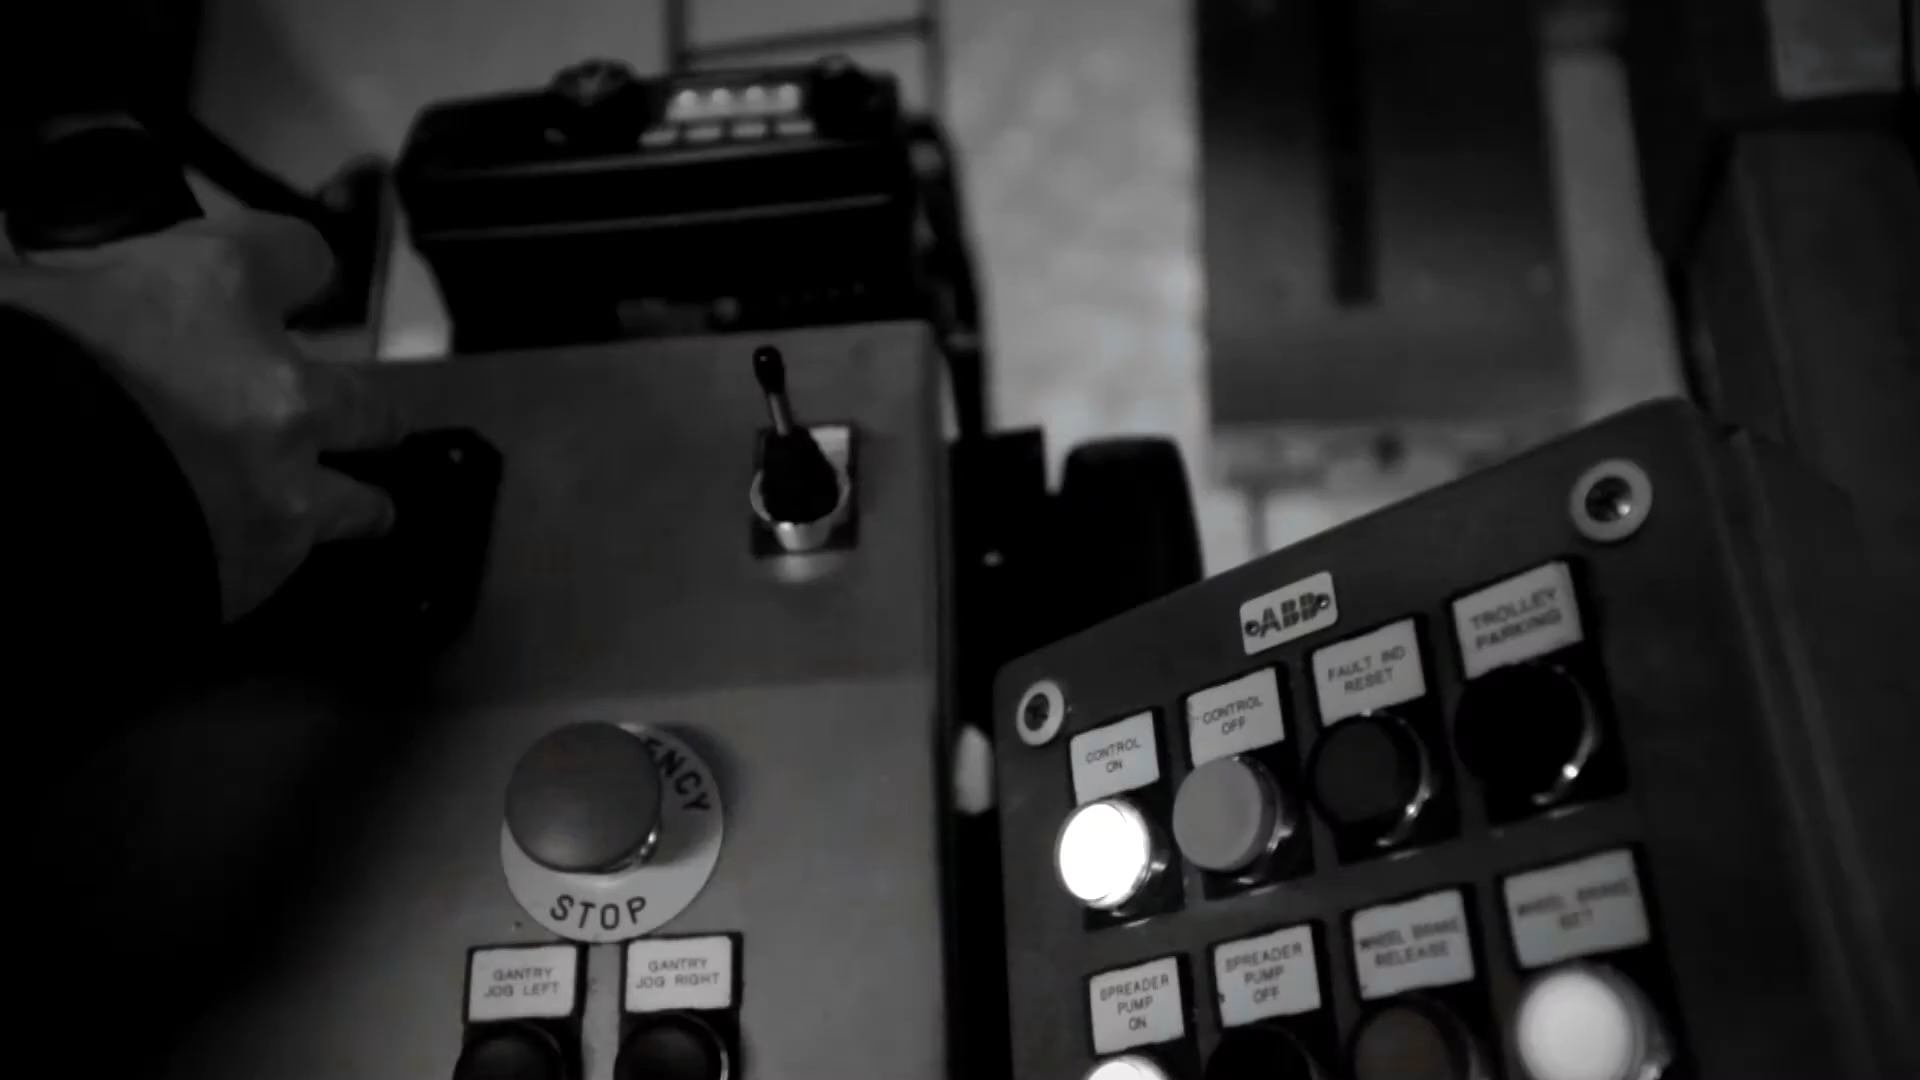 ABB
TROLLEY
PARKING
FAULT IND
RESET
CONTROL
OFF
CONTROL
ON
ENCY
STOP
GANTRY
JOG LEFT
GANTRY
JOG RIGHT
SPREADER
PUMP
ON
SPREADER
PUMP
OFF
WHEEL BRAKE
RELEASE
WHEEL BRAKE
SET